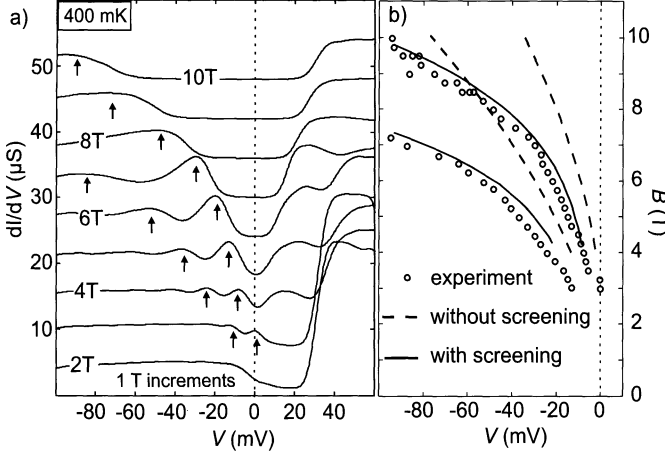 a)
400 mK
dI/dV (µS)
50
40
30
20
10
10T
8T
6T
4T
2T
1 T increments
-80 -60 -40 -20 0 20 40
V (mV)
b)
10
8
6
4
2
0
B (T)
experiment
without screening
with screening
-80 -60 -40 -20 0
V (mV)